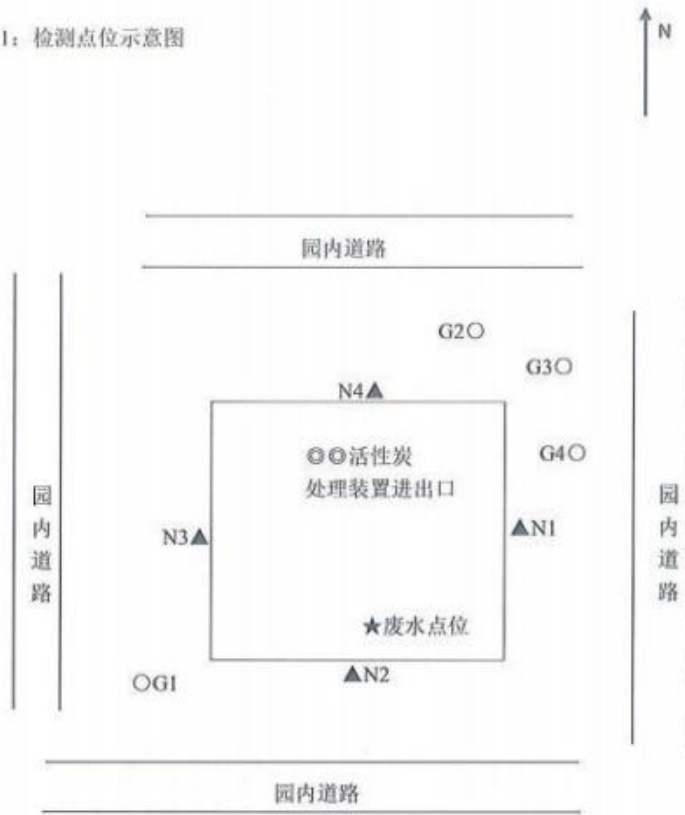 1：检测点位示意图
N
园内道路
G2○
G3○
N4▲
◎◎活性炭
处理装置进出口
G4○
园内道路
园内道路
N3▲
▲N1
★废水点位
○G1
▲N2
园内道路